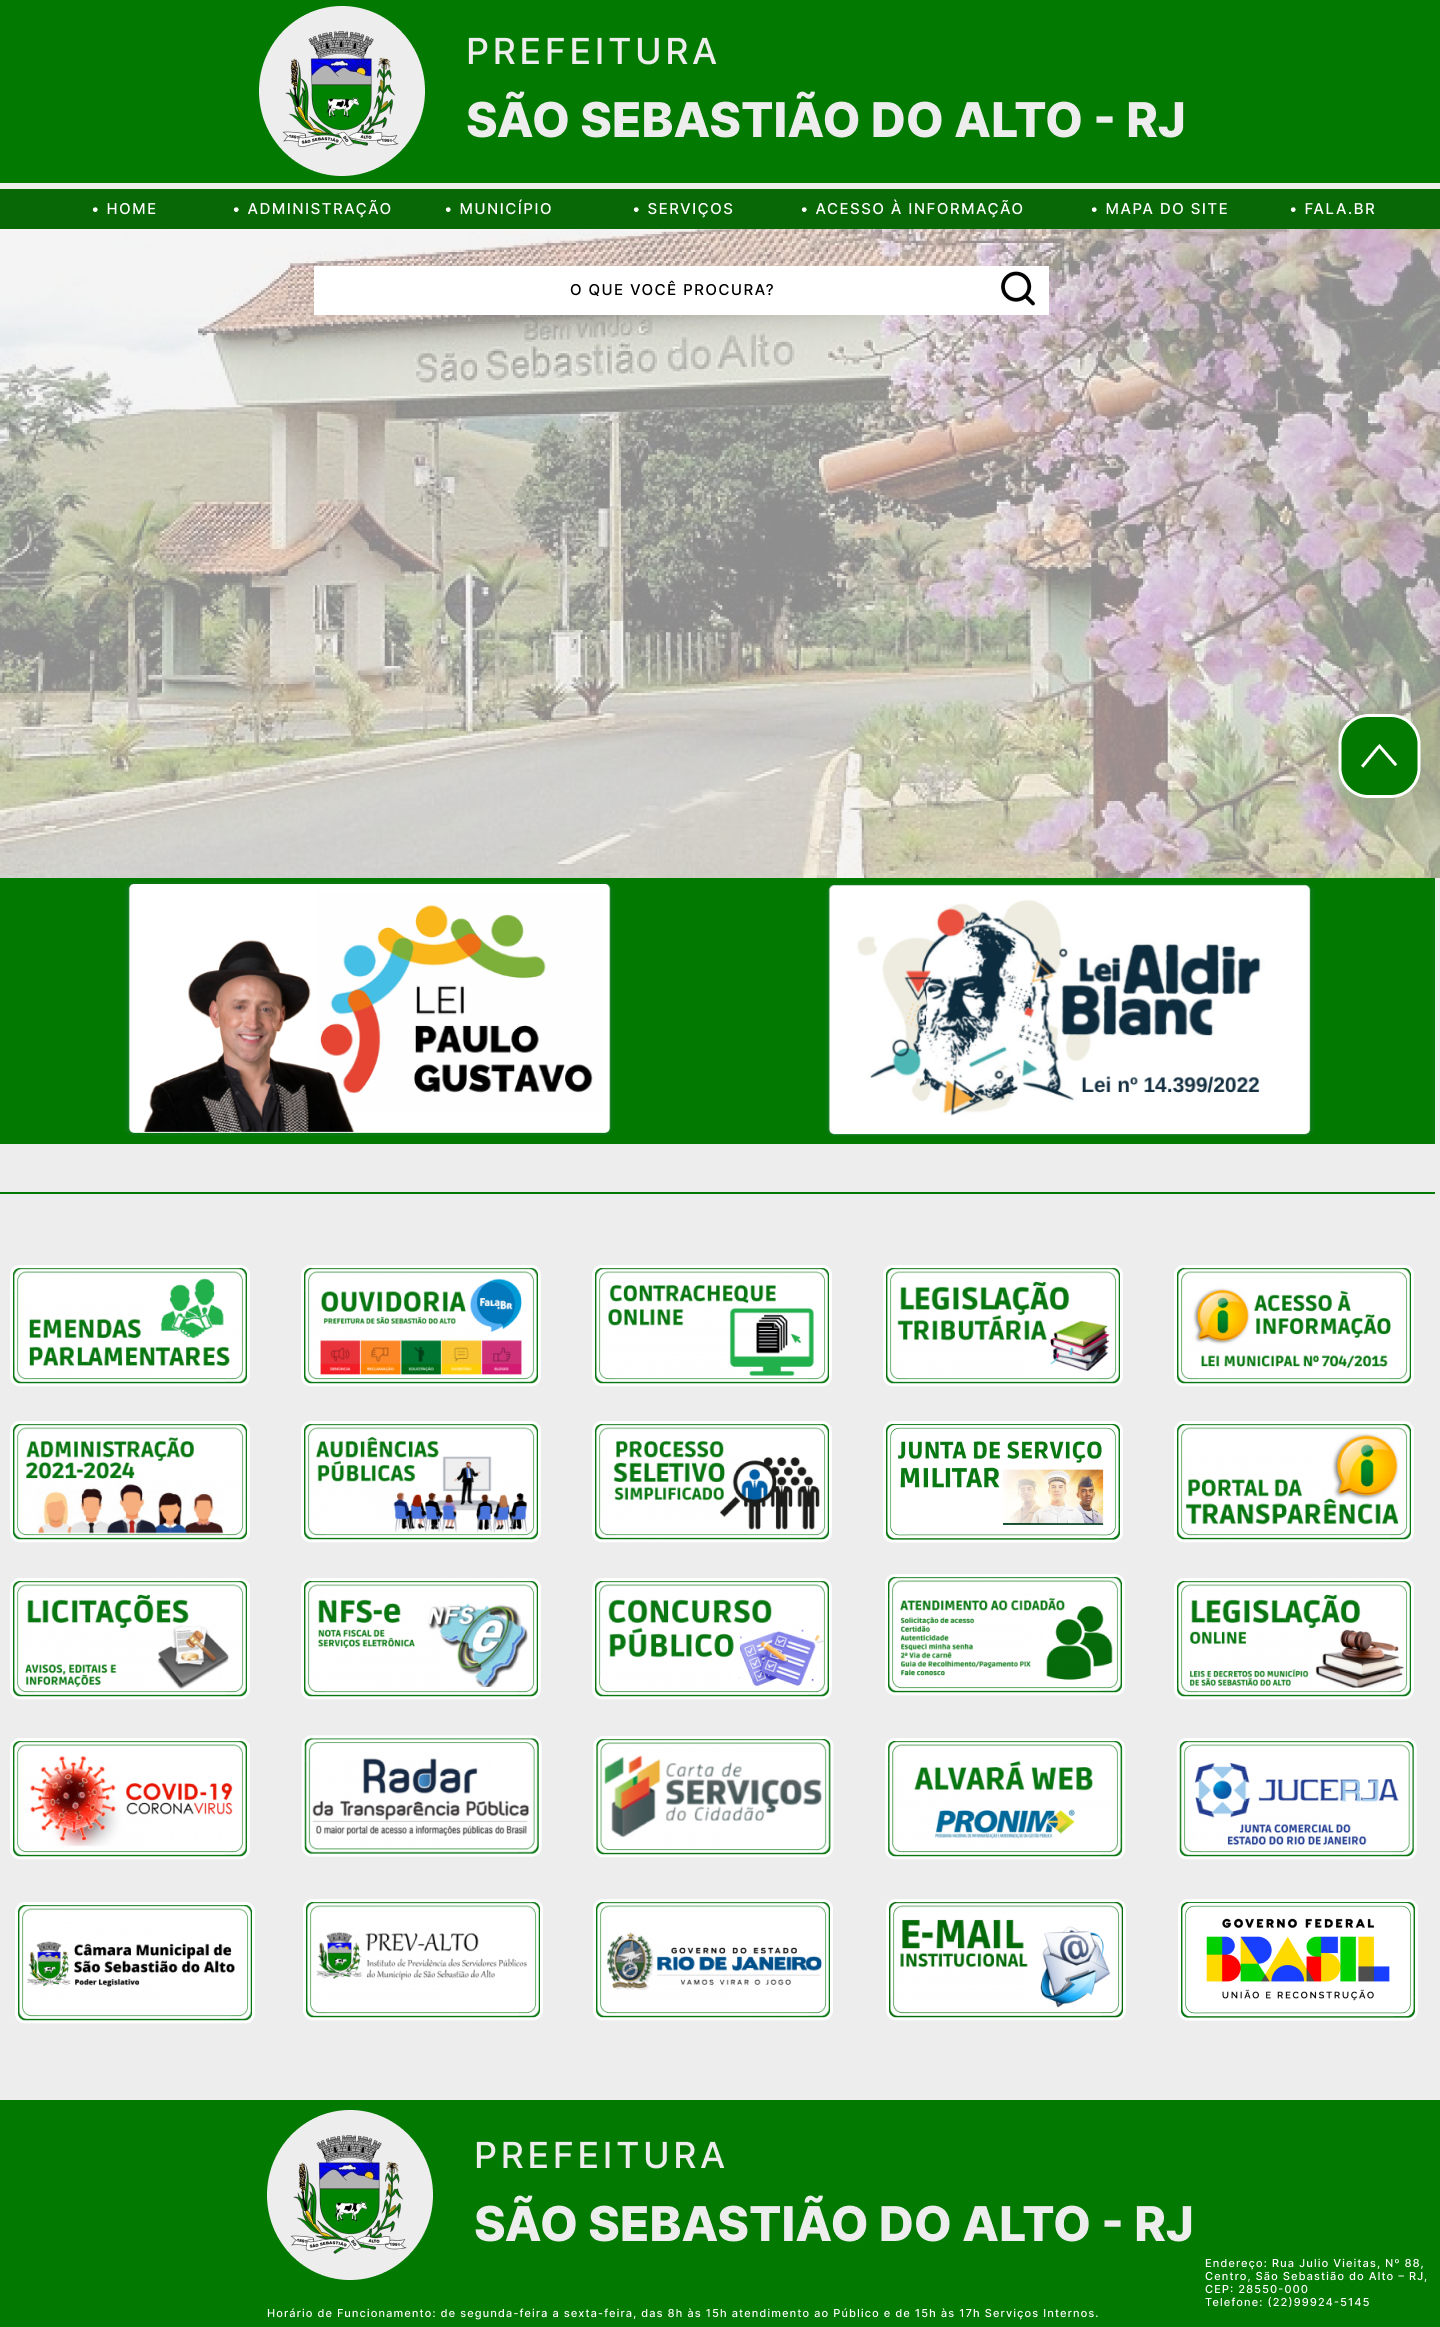 PREFEITURA
SÃO SEBASTIÃO DO ALTO - RJ
SÃO SEBASTIÃO DO ALTO
• HOME • ADMINISTRAÇÃO • MUNICÍPIO • SERVIÇOS • ACESSO À INFORMAÇÃO • MAPA DO SITE • FALA.BR
O QUE VOCÊ PROCURA?
Bem vindo a
São Sebastião do Alto
LEI
PAULO
GUSTAVO
Lei Aldir
Blanc
Lei nº 14.399/2022
EMENDAS
PARLAMENTARES
OUVIDORIA
PREFEITURA DE SÃO SEBASTIÃO DO ALTO
Fala.BR
CONTRACHEQUE
ONLINE
LEGISLAÇÃO
TRIBUTÁRIA
ACESSO À
INFORMAÇÃO
LEI MUNICIPAL Nº 704/2015
ADMINISTRAÇÃO
2021-2024
AUDIÊNCIAS
PÚBLICAS
PROCESSO
SELETIVO
SIMPLIFICADO
JUNTA DE SERVIÇO
MILITAR
PORTAL DA
TRANSPARÊNCIA
LICITAÇÕES
AVISOS, EDITAIS E
INFORMAÇÕES
NFS-e
NOTA FISCAL DE
SERVIÇOS ELETRÔNICA
NFS
e
CONCURSO
PÚBLICO
ATENDIMENTO AO CIDADÃO
Solicitação de acesso
Certidão
Autenticidade
Esqueci minha senha
2ª Via de carnê
Guia de Recolhimento/Pagamento PIX
Fale conosco
LEGISLAÇÃO
ONLINE
LEIS E DECRETOS DO MUNICÍPIO
DE SÃO SEBASTIÃO DO ALTO
COVID-19
CORONAVIRUS
Radar
da Transparência Pública
O maior portal de acesso a informações públicas do Brasil
Carta de
SERVIÇOS
do Cidadão
ALVARÁ WEB
PRONIM
JUCERJA
JUNTA COMERCIAL DO
ESTADO DO RIO DE JANEIRO
Câmara Municipal de
São Sebastião do Alto
Poder Legislativo
PREV-ALTO
Instituto de Previdência dos Servidores Públicos
do Município de São Sebastião do Alto
GOVERNO DO ESTADO
RIO DE JANEIRO
VAMOS VIRAR O JOGO
E-MAIL
INSTITUCIONAL
@
GOVERNO FEDERAL
BRASIL
UNIÃO E RECONSTRUÇÃO
PREFEITURA
SÃO SEBASTIÃO DO ALTO - RJ
SÃO SEBASTIÃO DO ALTO
Endereço: Rua Julio Vieitas, Nº 88,
Centro, São Sebastião do Alto – RJ,
CEP: 28550-000
Telefone: (22)99924-5145
Horário de Funcionamento: de segunda-feira a sexta-feira, das 8h às 15h atendimento ao Público e de 15h às 17h Serviços Internos.